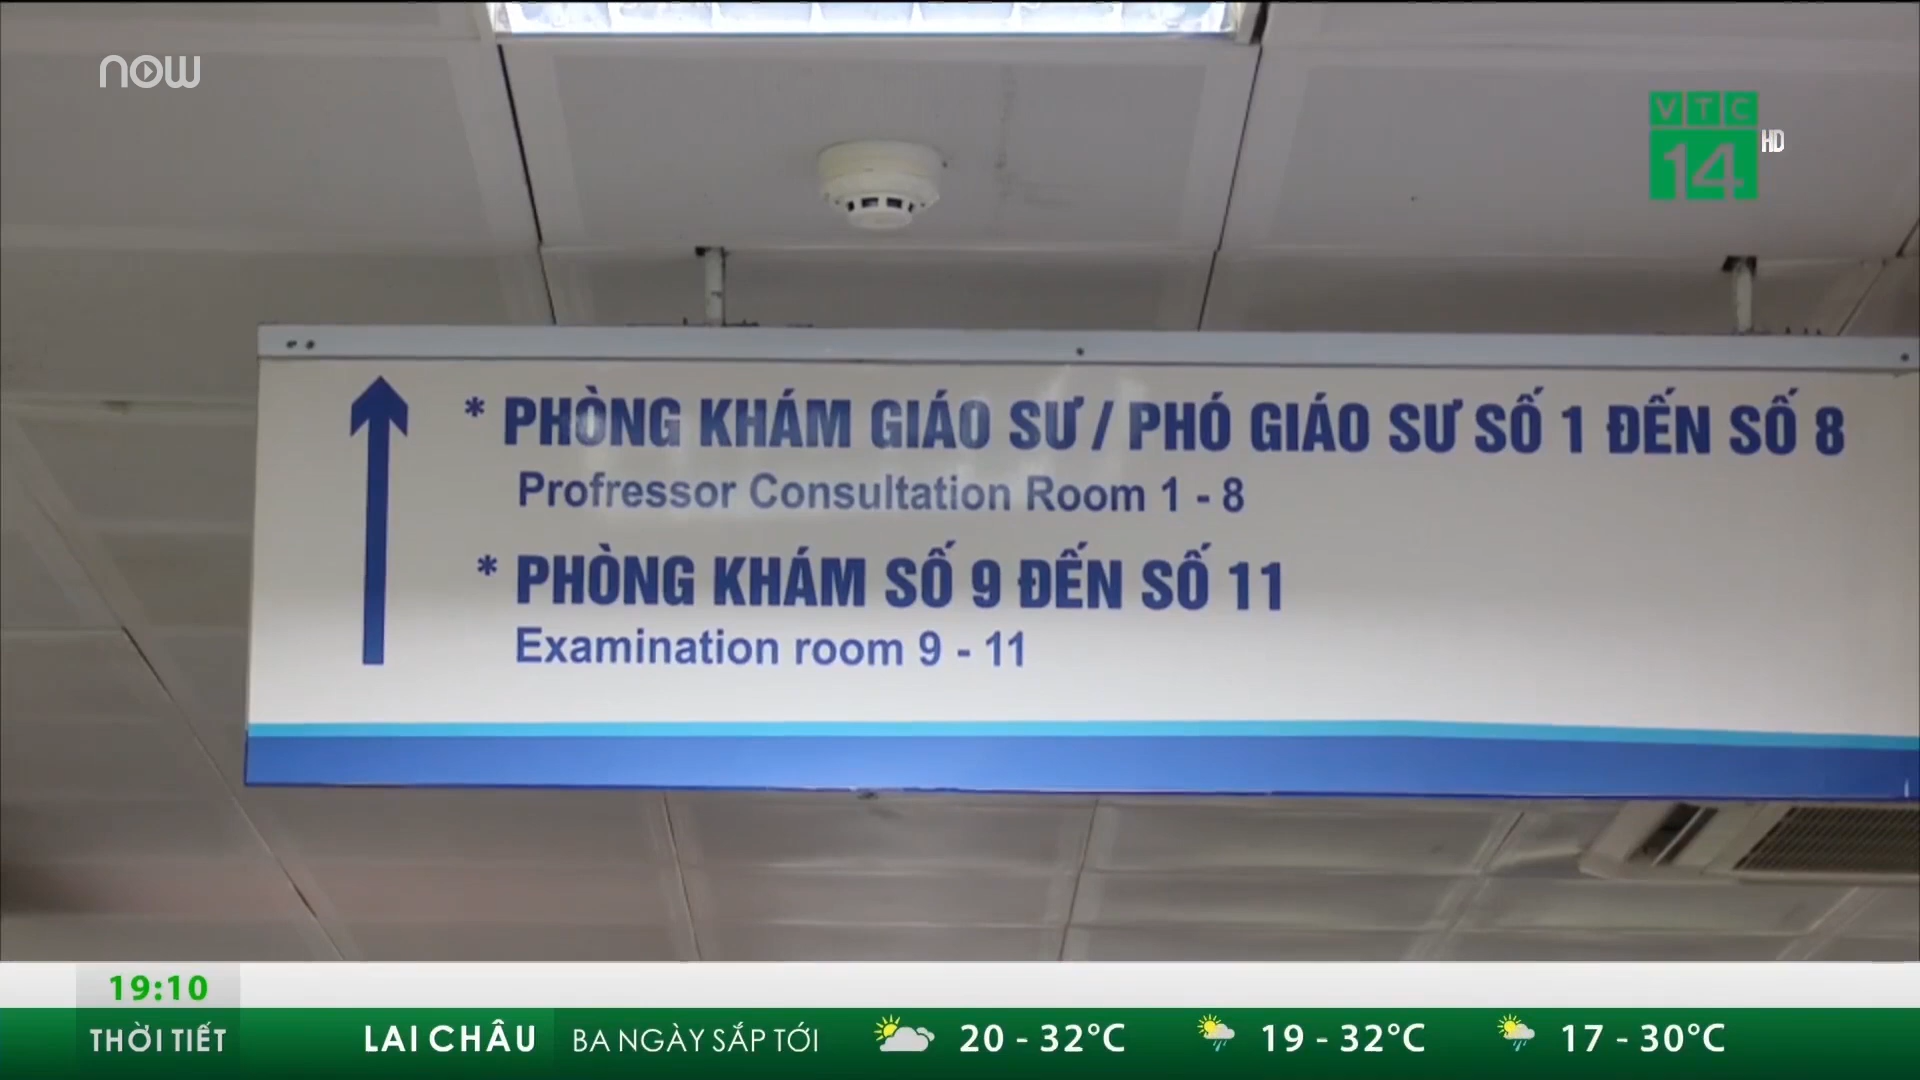 now
VTC
14 HD
* PHÒNG KHÁM GIÁO SƯ / PHÓ GIÁO SƯ SỐ 1 ĐẾN SỐ 8
Profressor Consultation Room 1 - 8
* PHÒNG KHÁM SỐ 9 ĐẾN SỐ 11
Examination room 9 - 11
19:10
THỜI TIẾT LAI CHÂU BA NGÀY SẮP TỚI 20 - 32°C 19 - 32°C 17 - 30°C